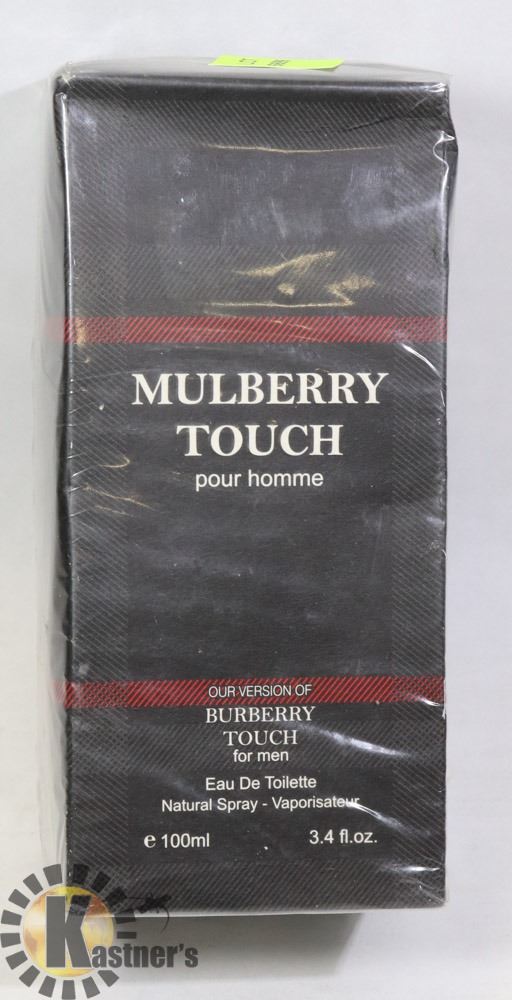 MULBERRY
TOUCH
pour homme
OUR VERSION OF
BURBERRY
TOUCH
for men
Eau De Toilette
Natural Spray - Vaporisateur
e 100ml 3.4 fl.oz.
Kastner's